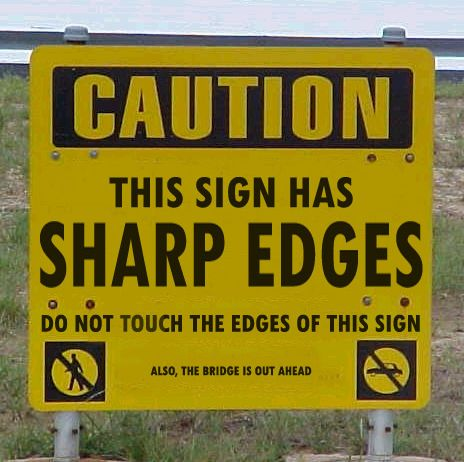 CAUTION
THIS SIGN HAS
SHARP EDGES
DO NOT TOUCH THE EDGES OF THIS SIGN
ALSO, THE BRIDGE IS OUT AHEAD